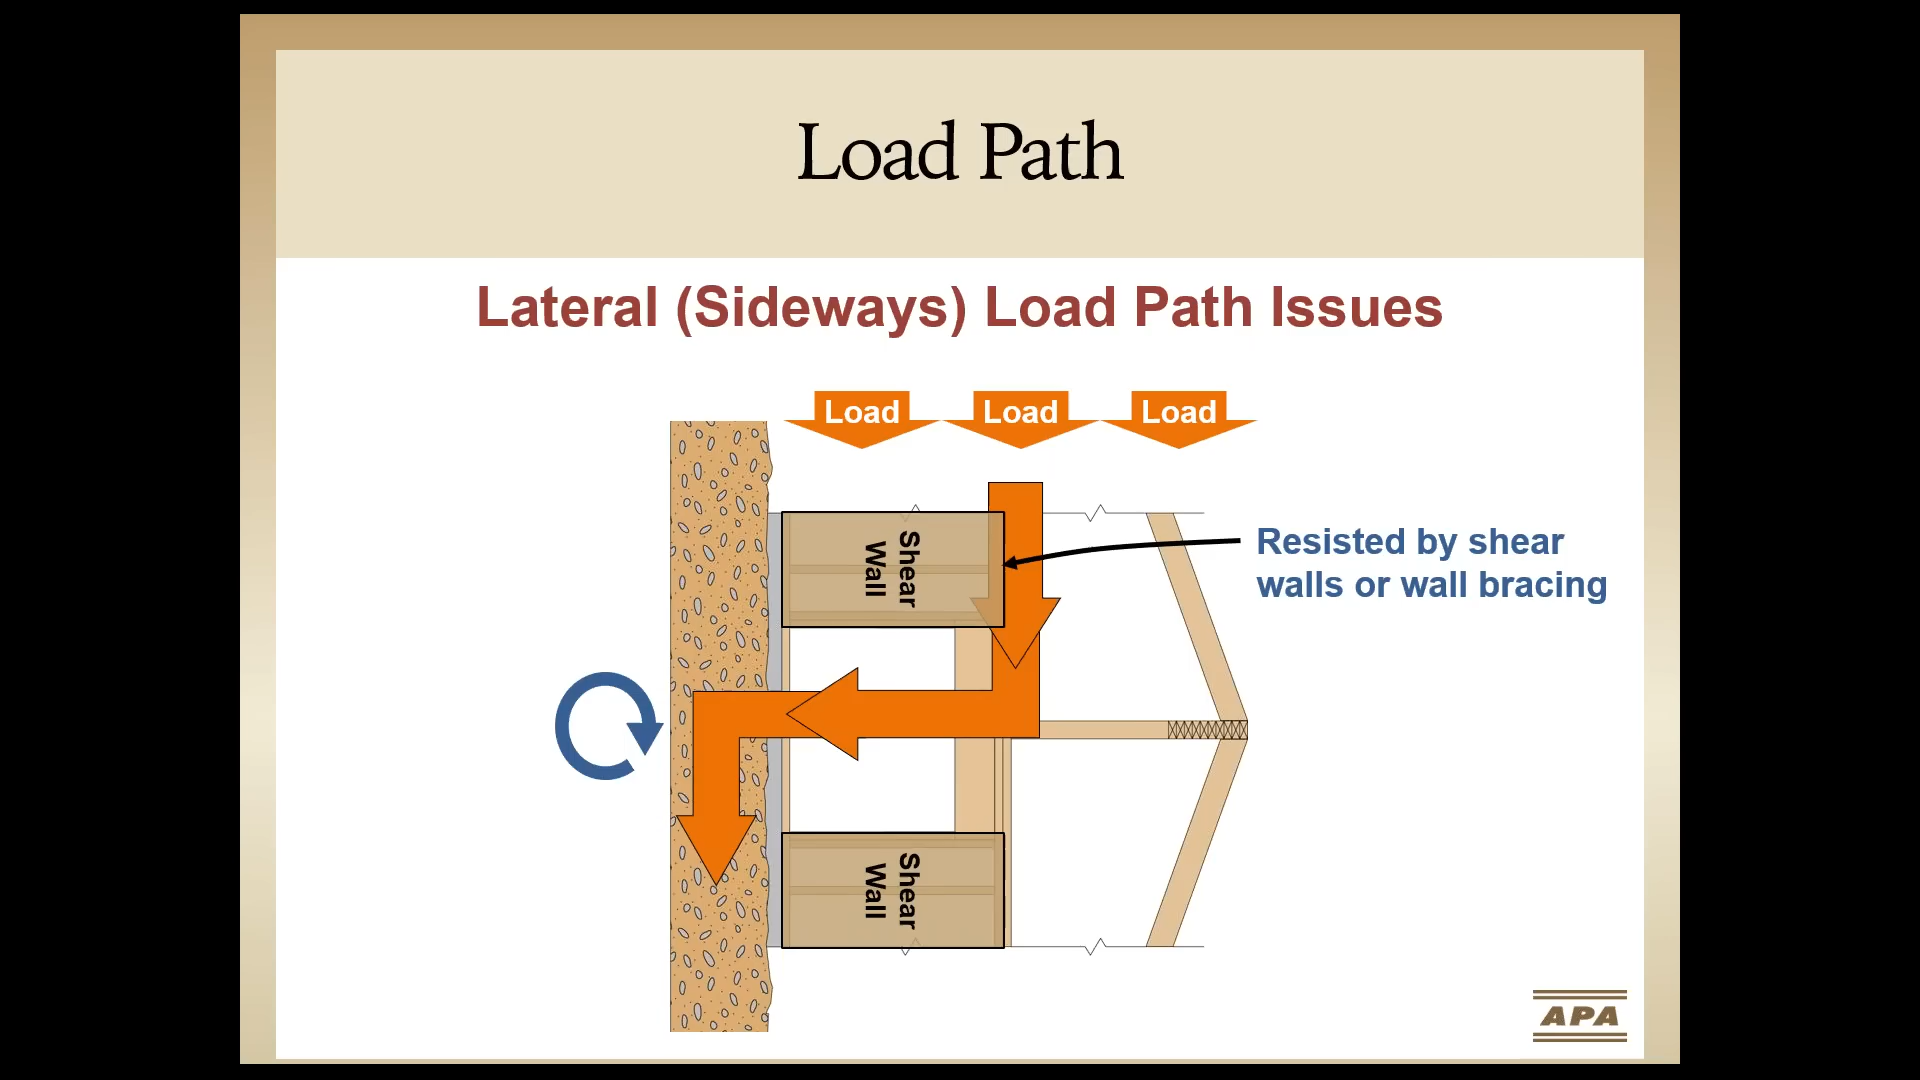 Load Path
Lateral (Sideways) Load Path Issues
Load
Load
Load
Resisted by shear
walls or wall bracing
Shear
Wall
Shear
Wall
APA